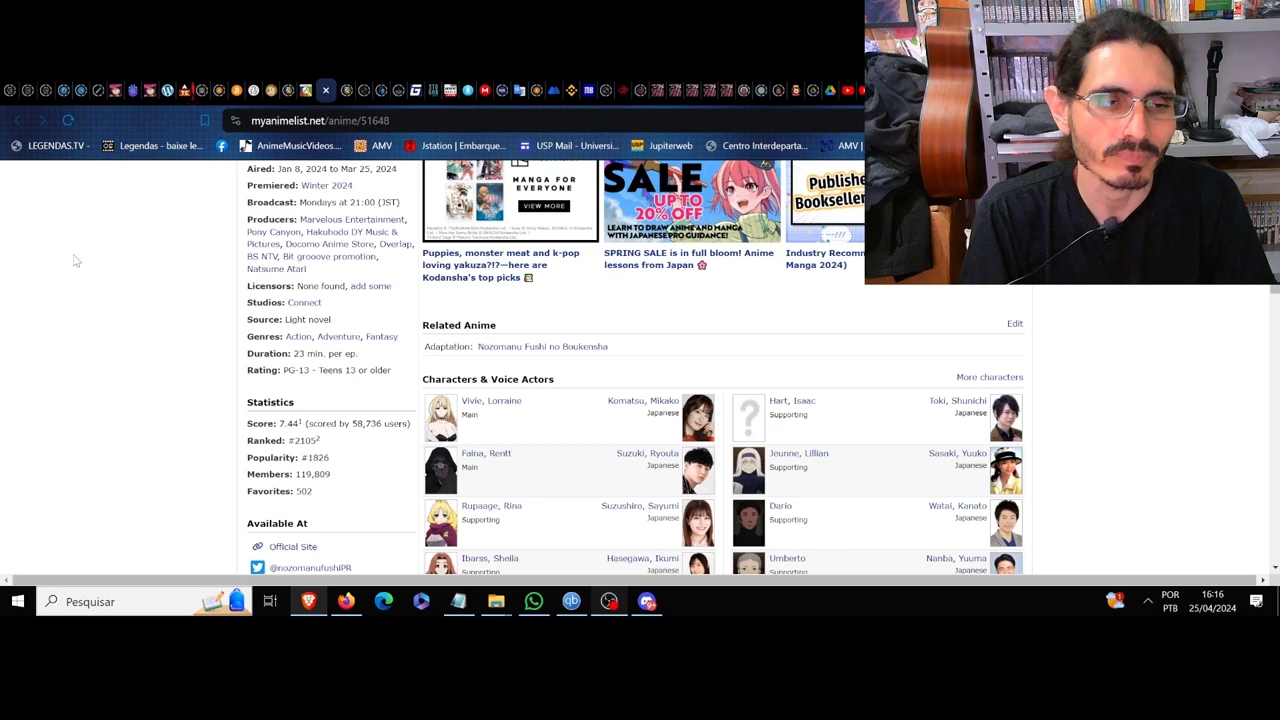 myanimelist.net/anime/51648
LEGENDAS.TV -
Legendas - baixe le...
AnimeMusicVideos....
AMV
Jstation | Embarque...
USP Mail - Universi...
Jupiterweb
Centro Interdeparta...
AMV |
Aired: Jan 8, 2024 to Mar 25, 2024
Premiered: Winter 2024
Broadcast: Mondays at 21:00 (JST)
Producers: Marvelous Entertainment,
Pony Canyon, Hakuhodo DY Music &
Pictures, Docomo Anime Store, Overlap,
BS NTV, Bit grooove promotion,
Natsume Atari
Licensors: None found, add some
Studios: Connect
Source: Light novel
Genres: Action, Adventure, Fantasy
Duration: 23 min. per ep.
Rating: PG-13 - Teens 13 or older
Statistics
Score: 7.44¹ (scored by 58,736 users)
Ranked: #2105²
Popularity: #1826
Members: 119,809
Favorites: 502
Available At
Official Site
@nozomanufushiPR
MANGA FOR
EVERYONE
VIEW MORE
Puppies, monster meat and k-pop
loving yakuza?!?—here are
Kodansha's top picks
SALE
UP TO
20% OFF
LEARN TO DRAW ANIME AND MANGA
WITH JAPANESE PRO GUIDANCE!
SPRING SALE is in full bloom! Anime
lessons from Japan
Publishe
Bookselle
Industry Recomm
Manga 2024)
Related Anime
Edit
Adaptation: Nozomanu Fushi no Boukensha
Characters & Voice Actors
More characters
Vivie, Lorraine
Main
Komatsu, Mikako
Japanese
Hart, Isaac
Supporting
Toki, Shunichi
Japanese
Faina, Rentt
Main
Suzuki, Ryouta
Japanese
Jeunne, Lillian
Supporting
Sasaki, Yuuko
Japanese
Rupaage, Rina
Supporting
Suzushiro, Sayumi
Japanese
Dario
Supporting
Watai, Kanato
Japanese
Ibarss, Sheila
Supporting
Hasegawa, Ikumi
Japanese
Umberto
Supporting
Nanba, Yuuma
Japanese
Pesquisar
POR
PTB
16:16
25/04/2024